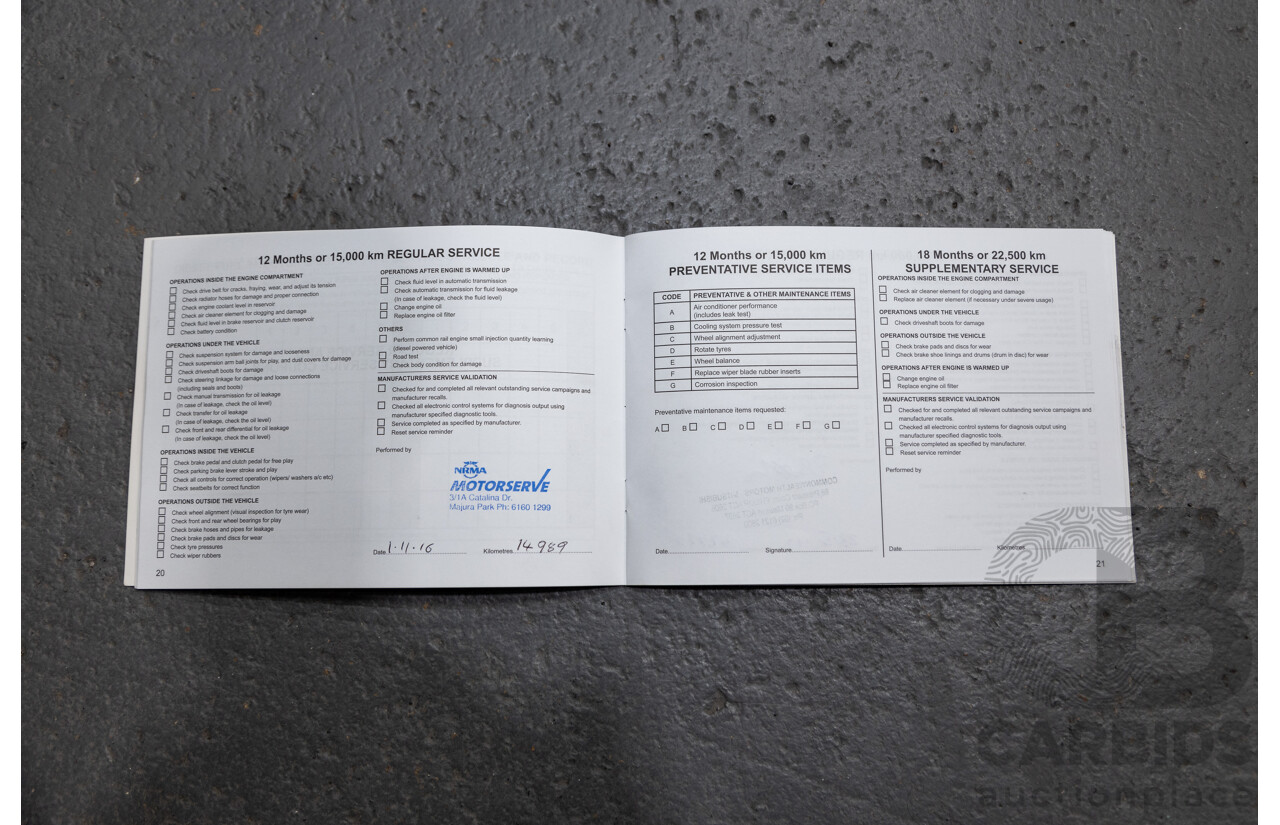 12 Months or 15,000 km REGULAR SERVICE
OPERATIONS INSIDE THE ENGINE COMPARTMENT
Check drive belt for cracks, fraying, wear, and adjust its tension
Check radiator hoses for damage and proper connection
Check engine coolant level in reservoir
Check air cleaner element for clogging and damage
Check fluid level in brake reservoir and clutch reservoir
Check battery condition
OPERATIONS UNDER THE VEHICLE
Check suspension system for damage and looseness
Check suspension arm ball joints for play, and dust covers for damage
Check driveshaft boots for damage
Check steering linkage for damage and loose connections
(including seals and boots)
Check manual transmission for oil leakage
(In case of leakage, check the oil level)
Check transfer for oil leakage
(In case of leakage, check the oil level)
Check front and rear differential for oil leakage
(In case of leakage, check the oil level)
OPERATIONS INSIDE THE VEHICLE
Check brake pedal and clutch pedal for free play
Check parking brake lever stroke and play
Check all controls for correct operation (wipers/ washers a/c etc)
Check seatbelts for correct function
OPERATIONS OUTSIDE THE VEHICLE
Check wheel alignment (visual inspection for tyre wear)
Check front and rear wheel bearings for play
Check brake hoses and pipes for leakage
Check brake pads and discs for wear
Check tyre pressures
Check wiper rubbers
20
OPERATIONS AFTER ENGINE IS WARMED UP
Check fluid level in automatic transmission
Check automatic transmission for fluid leakage
(In case of leakage, check the fluid level)
Change engine oil
Replace engine oil filter
OTHERS
Perform common rail engine small injection quantity learning
(diesel powered vehicle)
Road test
Check body condition for damage
MANUFACTURERS SERVICE VALIDATION
Checked for and completed all relevant outstanding service campaigns and
manufacturer recalls.
Checked all electronic control systems for diagnosis output using
manufacturer specified diagnostic tools.
Service completed as specified by manufacturer.
Reset service reminder
Performed by
NRMA
MOTORSERVE
3/1A Catalina Dr.
Majura Park Ph: 6160 1299
Date 1.11.16 Kilometres 14989
12 Months or 15,000 km
PREVENTATIVE SERVICE ITEMS
CODE PREVENTATIVE & OTHER MAINTENANCE ITEMS
A Air conditioner performance
(includes leak test)
B Cooling system pressure test
C Wheel alignment adjustment
D Rotate tyres
E Wheel balance
F Replace wiper blade rubber inserts
G Corrosion inspection
Preventative maintenance items requested:
A B C D E F G
Date Signature
18 Months or 22,500 km
SUPPLEMENTARY SERVICE
OPERATIONS INSIDE THE ENGINE COMPARTMENT
Check air cleaner element for clogging and damage
Replace air cleaner element (if necessary under severe usage)
OPERATIONS UNDER THE VEHICLE
Check driveshaft boots for damage
OPERATIONS OUTSIDE THE VEHICLE
Check brake pads and discs for wear
Check brake shoe linings and drums (drum in disc) for wear
OPERATIONS AFTER ENGINE IS WARMED UP
Change engine oil
Replace engine oil filter
MANUFACTURERS SERVICE VALIDATION
Checked for and completed all relevant outstanding service campaigns and
manufacturer recalls.
Checked all electronic control systems for diagnosis output using
manufacturer specified diagnostic tools.
Service completed as specified by manufacturer.
Reset service reminder
Performed by
Date Kilometres
21
CARBIDS
auctionplace